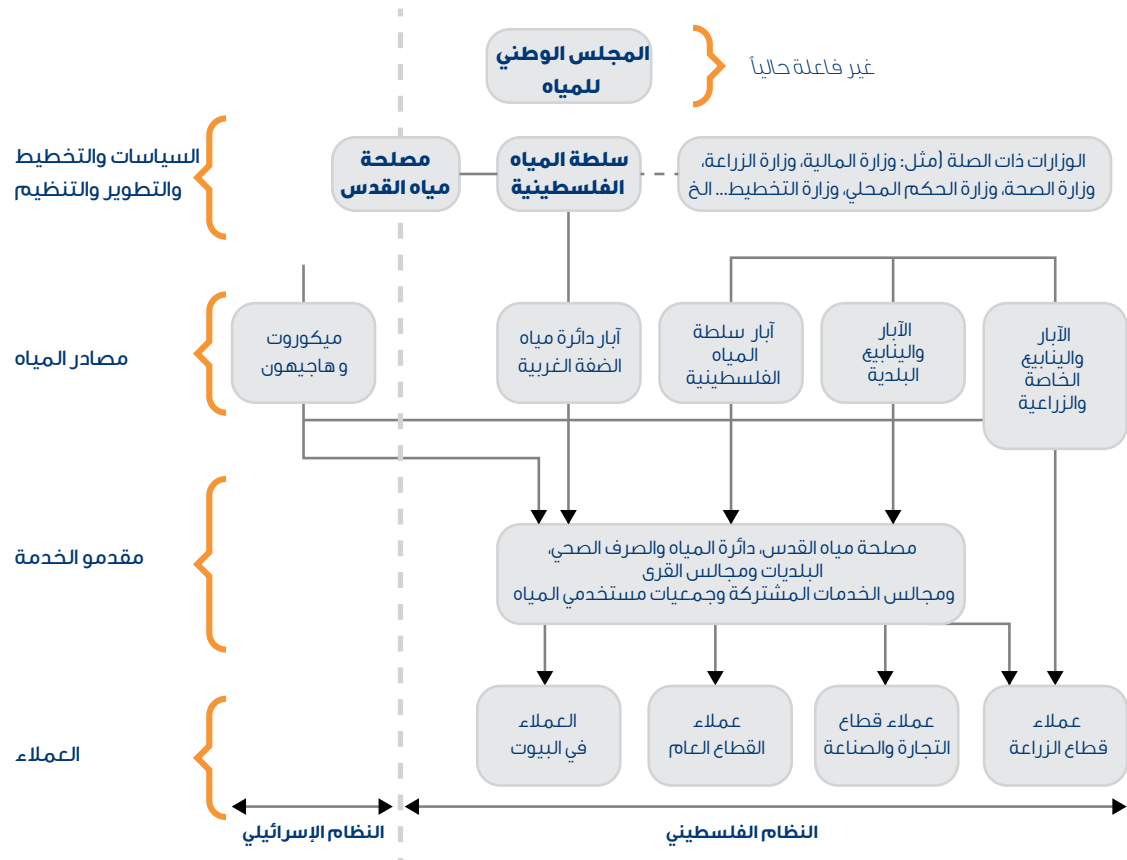 المجلس الوطني
للمياه
غير فاعلة حالياً
السياسات والتخطيط
والتطوير والتنظيم
الوزارات ذات الصلة (مثل: وزارة المالية، وزارة الزراعة،
وزارة الصحة، وزارة الحكم المحلي، وزارة التخطيط... الخ
سلطة المياه
الفلسطينية
مصلحة
مياه القدس
مصادر المياه
الآبار
والينابيع
الخاصة
والزراعية
الآبار
والينابيع
البلدية
آبار سلطة
المياه
الفلسطينية
آبار دائرة مياه
الضفة الغربية
ميكوروت
و هاجيهون
مقدمو الخدمة
مصلحة مياه القدس، دائرة المياه والصرف الصحي،
البلديات ومجالس القرى
ومجالس الخدمات المشتركة وجمعيات مستخدمي المياه
العملاء
عملاء
قطاع الزراعة
عملاء قطاع
التجارة والصناعة
عملاء
القطاع العام
العملاء
في البيوت
النظام الفلسطيني
النظام الإسرائيلي